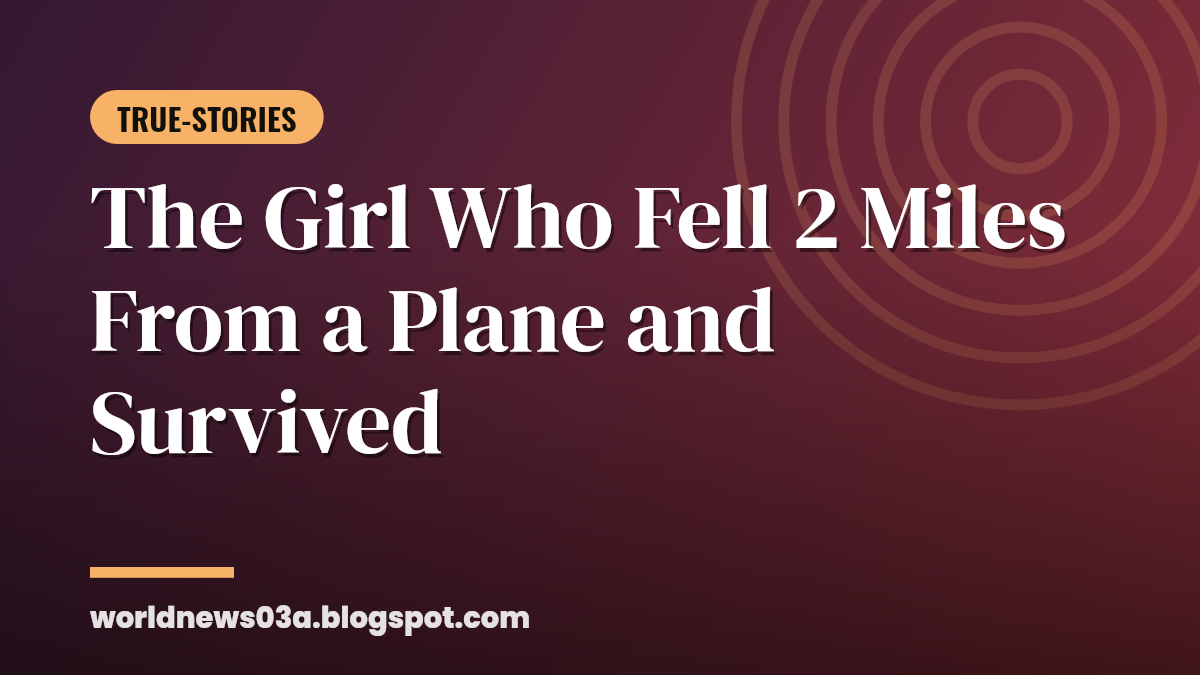 TRUE-STORIES
The Girl Who Fell 2 Miles
From a Plane and
Survived
worldnews03a.blogspot.com